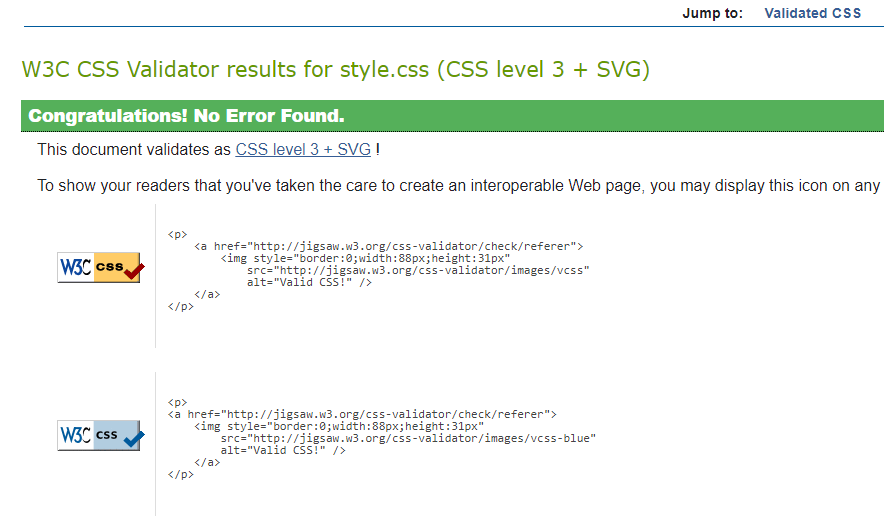 Jump to: Validated CSS
W3C CSS Validator results for style.css (CSS level 3 + SVG)
Congratulations! No Error Found.
This document validates as CSS level 3 + SVG !
To show your readers that you've taken the care to create an interoperable Web page, you may display this icon on any
<p>
    <a href="http://jigsaw.w3.org/css-validator/check/referer">
        <img style="border:0;width:88px;height:31px"
            src="http://jigsaw.w3.org/css-validator/images/vcss"
            alt="Valid CSS!" />
    </a>
</p>
W3C css
<p>
<a href="http://jigsaw.w3.org/css-validator/check/referer">
    <img style="border:0;width:88px;height:31px"
        src="http://jigsaw.w3.org/css-validator/images/vcss-blue"
        alt="Valid CSS!" />
    </a>
</p>
W3C css